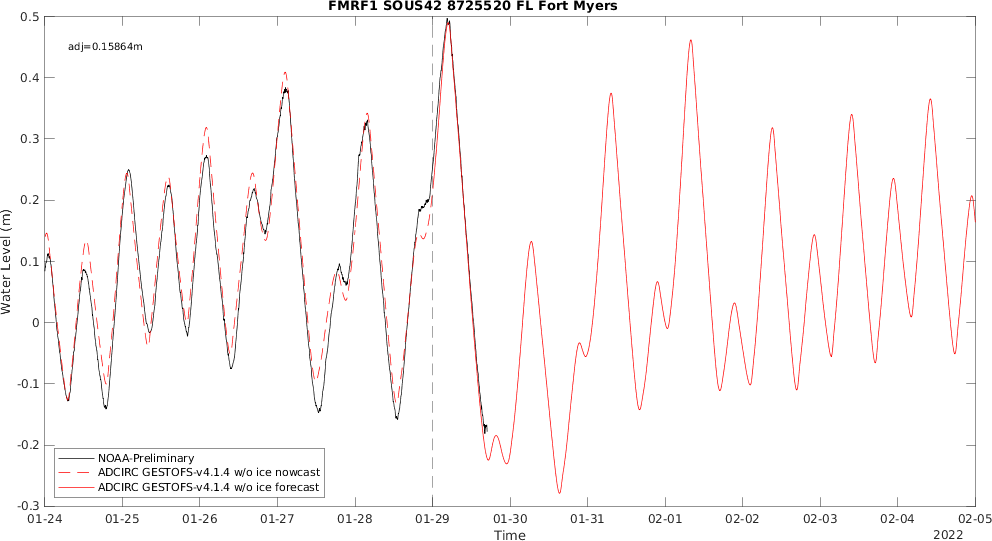 FMRF1 SOUS42 8725520 FL Fort Myers
adj=0.15864m
0.5
0.4
0.3
0.2
0.1
0
-0.1
-0.2
-0.3
Water Level (m)
NOAA-Preliminary
ADCIRC GESTOFS-v4.1.4 w/o ice nowcast
ADCIRC GESTOFS-v4.1.4 w/o ice forecast
01-24 01-25 01-26 01-27 01-28 01-29 01-30 01-31 02-01 02-02 02-03 02-04 02-05
Time
2022